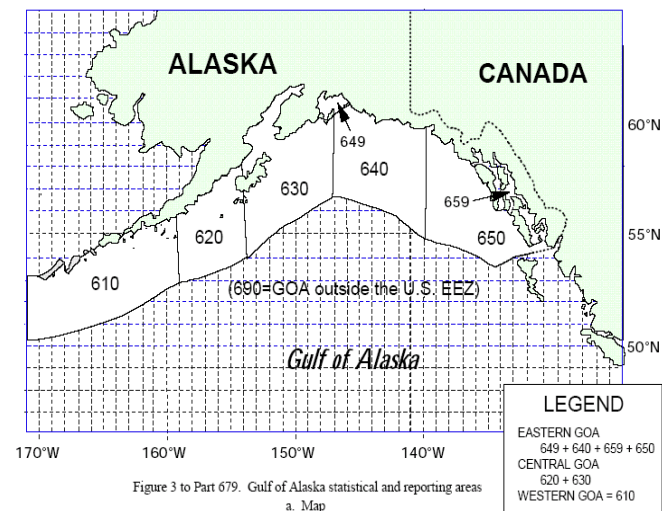 ALASKA
CANADA
60°N
649
640
630
659
620
650
55°N
610
(690=GOA outside the U.S. EEZ)
50°N
Gulf of Alaska
LEGEND
EASTERN GOA
649 + 640 + 659 + 650
CENTRAL GOA
620 + 630
WESTERN GOA = 610
170°W
160°W
150°W
140°W
Figure 3 to Part 679. Gulf of Alaska statistical and reporting areas
a. Map